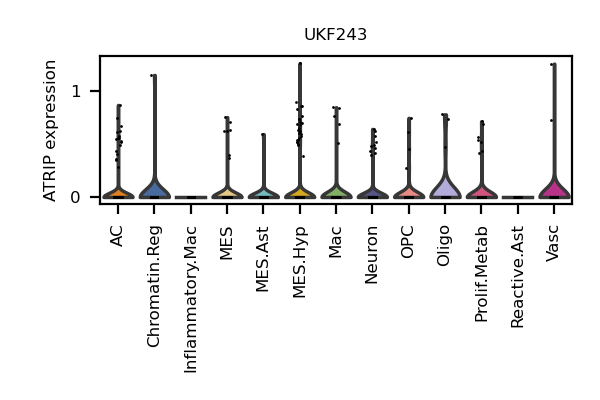 UKF243
ATRIP expression
1
0
AC
Chromatin.Reg
Inflammatory.Mac
MES
MES.Ast
MES.Hyp
Mac
Neuron
OPC
Oligo
Prolif.Metab
Reactive.Ast
Vasc